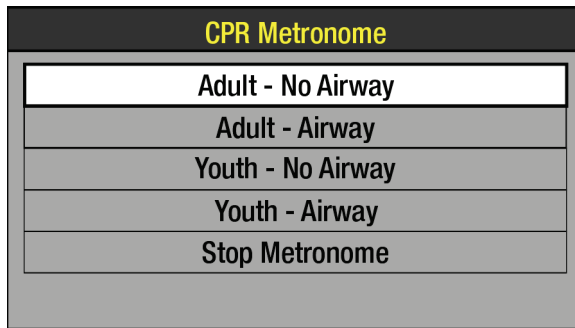 CPR Metronome
Adult - No Airway
Adult - Airway
Youth - No Airway
Youth - Airway
Stop Metronome